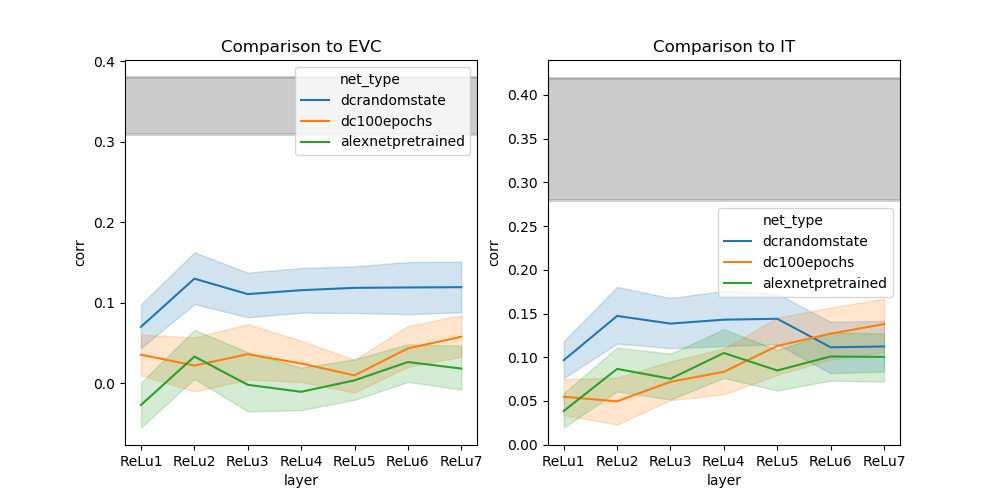 Comparison to EVC
0.4
0.3
0.2
0.1
0.0
corr
net_type
dcrandomstate
dc100epochs
alexnetpretrained
ReLu1 ReLu2 ReLu3 ReLu4 ReLu5 ReLu6 ReLu7
layer
Comparison to IT
0.40
0.35
0.30
0.25
0.20
0.15
0.10
0.05
0.00
corr
net_type
dcrandomstate
dc100epochs
alexnetpretrained
ReLu1 ReLu2 ReLu3 ReLu4 ReLu5 ReLu6 ReLu7
layer